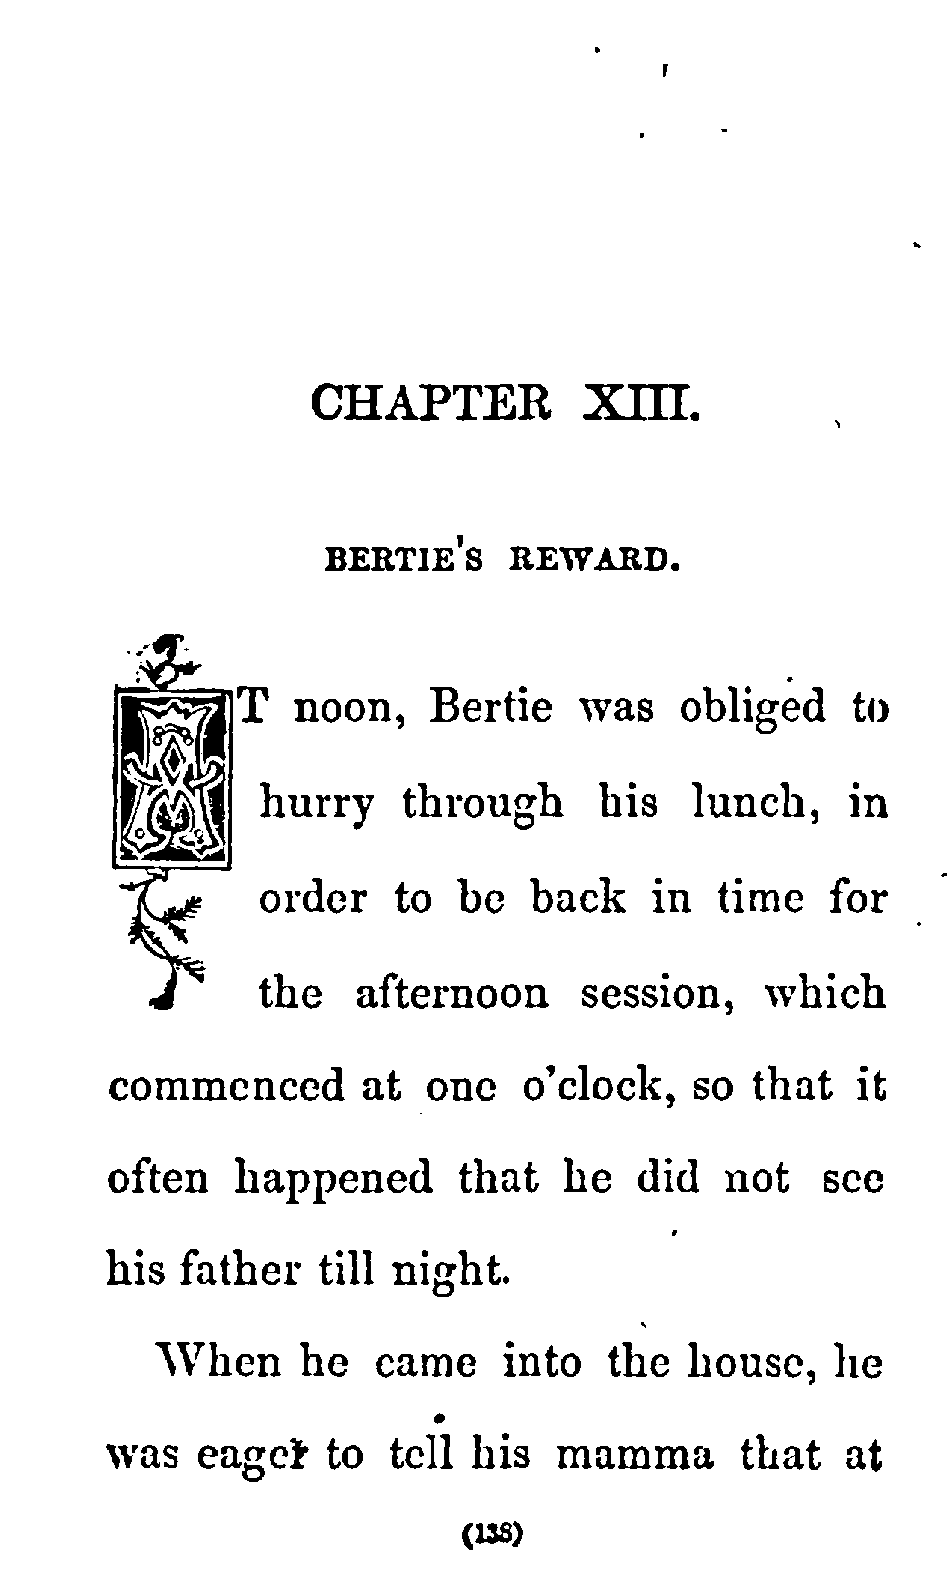 CHAPTER XIII.
BERTIE'S REWARD.
AT noon, Bertie was obliged to
hurry through his lunch, in
order to be back in time for
the afternoon session, which
commenced at one o'clock, so that it
often happened that he did not see
his father till night.
When he came into the house, he
was eager to tell his mamma that at
(138)